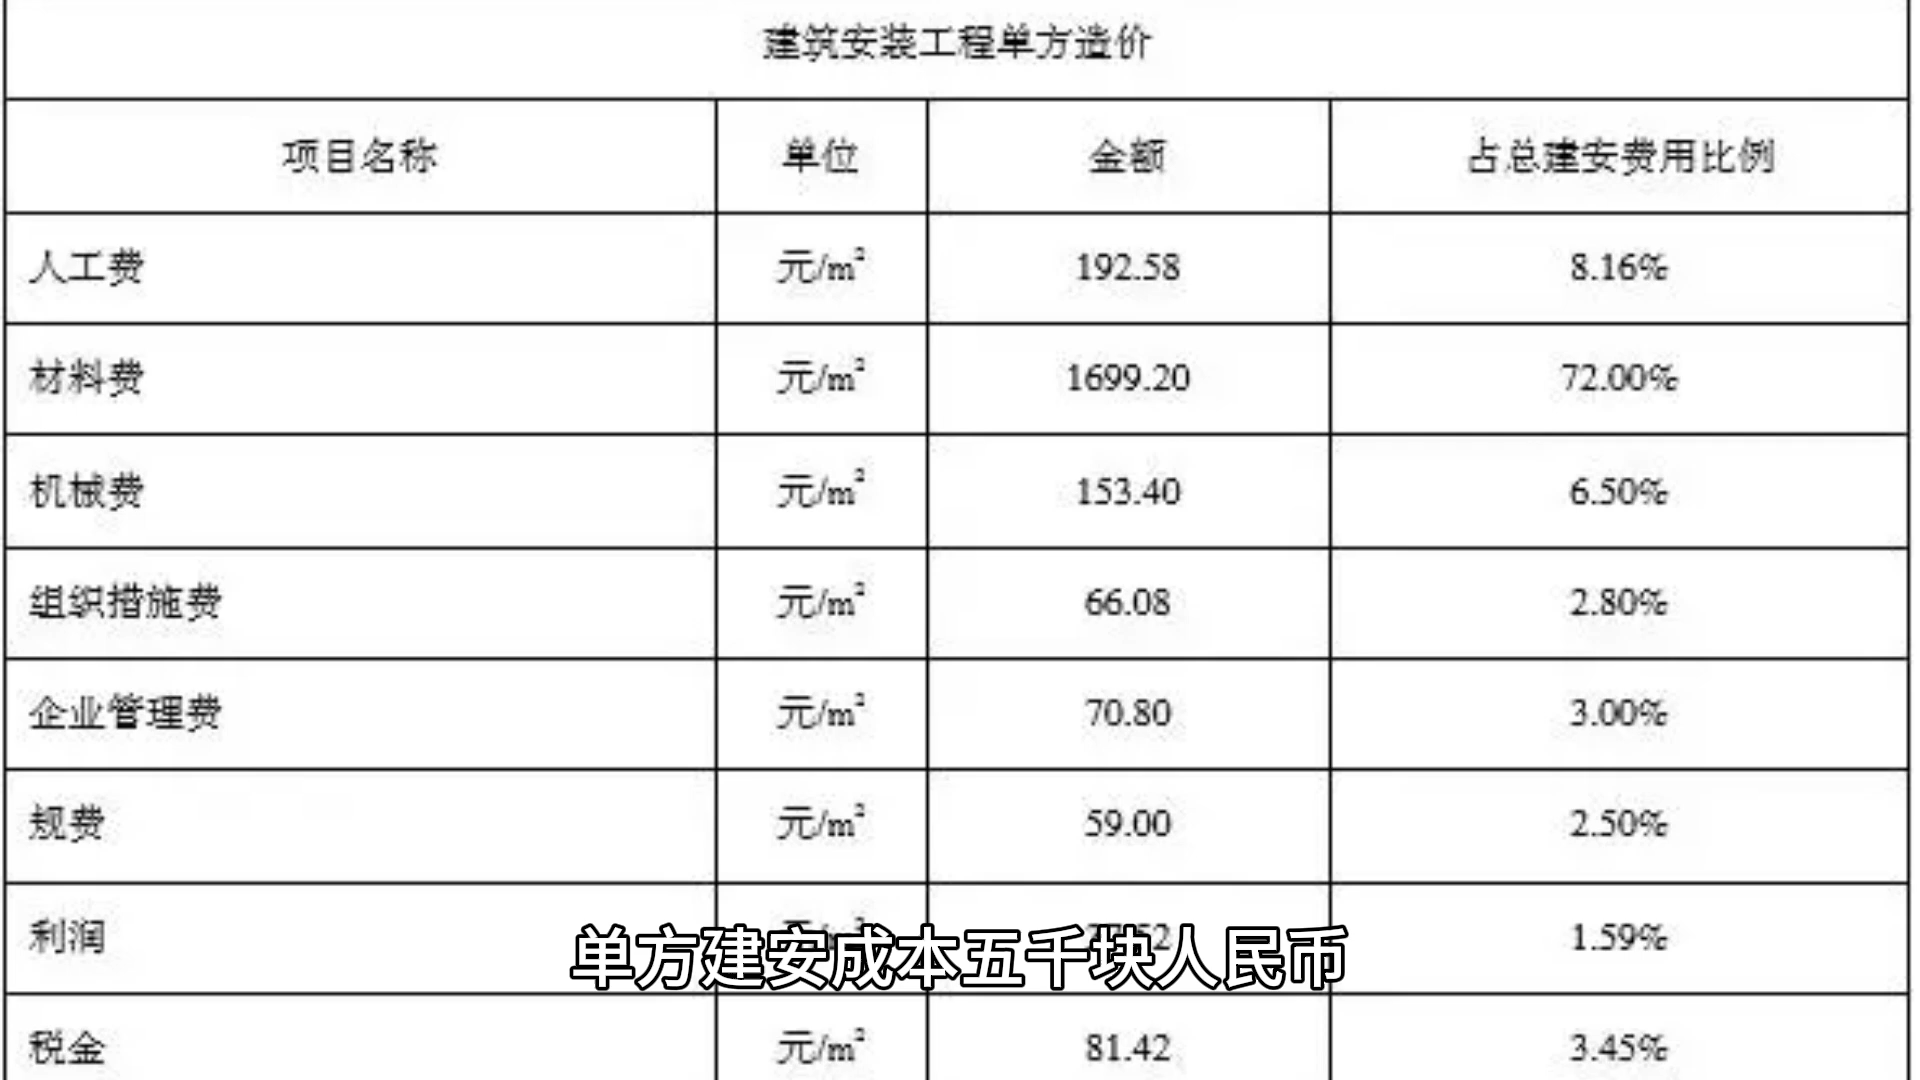 建筑安装工程单方造价
项目名称 单位 金额 占总建安费用比例
人工费 元/m² 192.58 8.16%
材料费 元/m² 1699.20 72.00%
机械费 元/m² 153.40 6.50%
组织措施费 元/m² 66.08 2.80%
企业管理费 元/m² 70.80 3.00%
规费 元/m² 59.00 2.50%
利润 1.59%
单方建安成本五千块人民币
税金 元/m² 81.42 3.45%